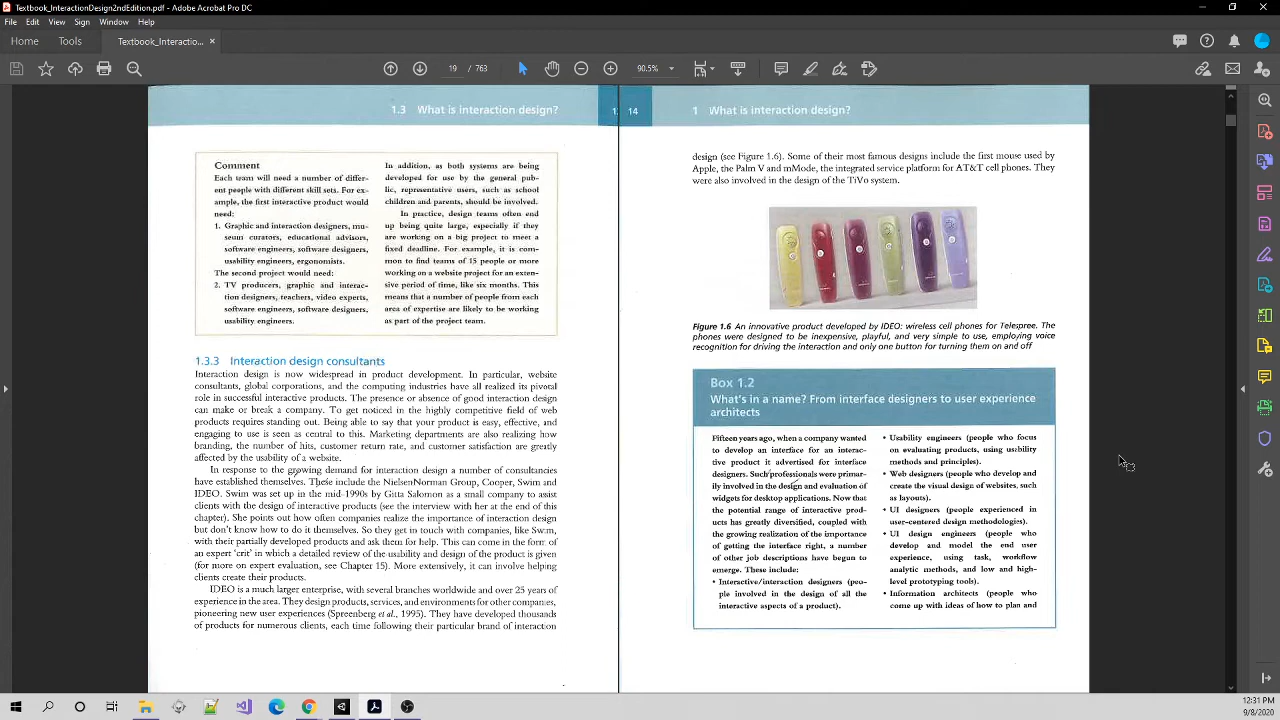 Textbook_InteractionDesign2ndEdition.pdf - Adobe Acrobat Pro DC
File Edit View Sign Window Help
Home Tools Textbook_Interactio... ×
19 / 763 90.5%
1.3 What is interaction design?
Comment
Each team will need a number of differ-
ent people with different skill sets. For ex-
ample, the first interactive product would
need:
1. Graphic and interaction designers, mu-
seum curators, educational advisors,
software engineers, software designers,
usability engineers, ergonomists.
The second project would need:
2. TV producers, graphic and interac-
tion designers, teachers, video experts,
software engineers, software designers,
usability engineers.
In addition, as both systems are being
developed for use by the general pub-
lic, representative users, such as school
children and parents, should be involved.
In practice, design teams often end
up being quite large, especially if they
are working on a big project to meet a
fixed deadline. For example, it is com-
mon to find teams of 15 people or more
working on a website project for an exten-
sive period of time, like six months. This
means that a number of people from each
area of expertise are likely to be working
as part of the project team.
1.3.3 Interaction design consultants
Interaction design is now widespread in product development. In particular, website
consultants, global corporations, and the computing industries have all realized its pivotal
role in successful interactive products. The presence or absence of good interaction design
can make or break a company. To get noticed in the highly competitive field of web
products requires standing out. Being able to say that your product is easy, effective, and
engaging to use is seen as central to this. Marketing departments are also realizing how
branding, the number of hits, customer return rate, and customer satisfaction are greatly
affected by the usability of a website.
In response to the growing demand for interaction design a number of consultancies
have established themselves. These include the NielsenNorman Group, Cooper, Swim and
IDEO. Swim was set up in the mid-1990s by Gitta Salomon as a small company to assist
clients with the design of interactive products (see the interview with her at the end of this
chapter). She points out how often companies realize the importance of interaction design
but don't know how to do it themselves. So they get in touch with companies, like Swim,
with their partially developed products and ask them for help. This can come in the form of
an expert 'crit' in which a detailed review of the usability and design of the product is given
(for more on expert evaluation, see Chapter 15). More extensively, it can involve helping
clients create their products.
IDEO is a much larger enterprise, with several branches worldwide and over 25 years of
experience in the area. They design products, services, and environments for other companies,
pioneering new user experiences (Spreenberg et al., 1995). They have developed thousands
of products for numerous clients, each time following their particular brand of interaction
14 1 What is interaction design?
design (see Figure 1.6). Some of their most famous designs include the first mouse used by
Apple, the Palm V and mMode, the integrated service platform for AT&T cell phones. They
were also involved in the design of the TiVo system.
Figure 1.6 An innovative product developed by IDEO: wireless cell phones for Telespree. The
phones were designed to be inexpensive, playful, and very simple to use, employing voice
recognition for driving the interaction and only one button for turning them on and off
Box 1.2
What's in a name? From interface designers to user experience
architects
Fifteen years ago, when a company wanted
to develop an interface for an interac-
tive product it advertised for interface
designers. Such professionals were primar-
ily involved in the design and evaluation of
widgets for desktop applications. Now that
the potential range of interactive prod-
ucts has greatly diversified, coupled with
the growing realization of the importance
of getting the interface right, a number
of other job descriptions have begun to
emerge. These include:
• Interactive/interaction designers (peo-
ple involved in the design of all the
interactive aspects of a product).
• Usability engineers (people who focus
on evaluating products, using usability
methods and principles).
• Web designers (people who develop and
create the visual design of websites, such
as layouts).
• UI designers (people experienced in
user-centered design methodologies).
• UI design engineers (people who
develop and model the end user
experience, using task, workflow
analytic methods, and low and high-
level prototyping tools).
• Information architects (people who
come up with ideas of how to plan and
12:31 PM
9/8/2020